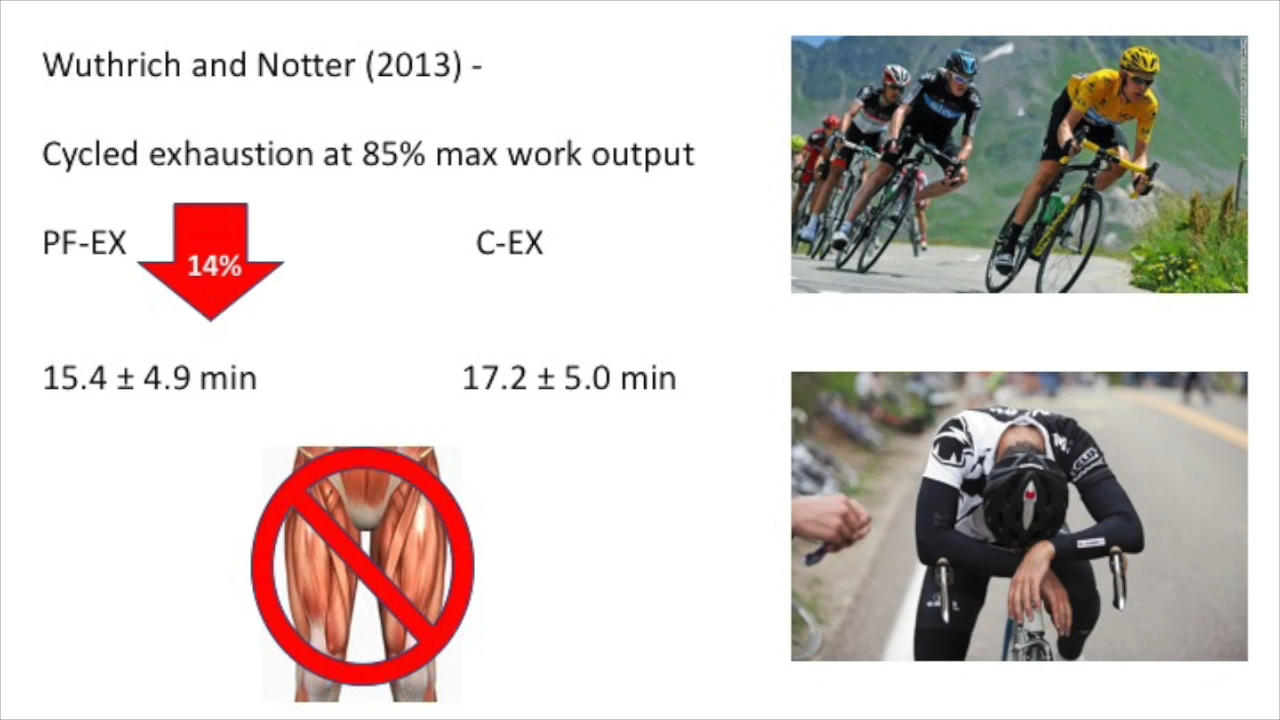 Wuthrich and Notter (2013) -
Cycled exhaustion at 85% max work output
PF-EX
14%
C-EX
15.4 ± 4.9 min
17.2 ± 5.0 min